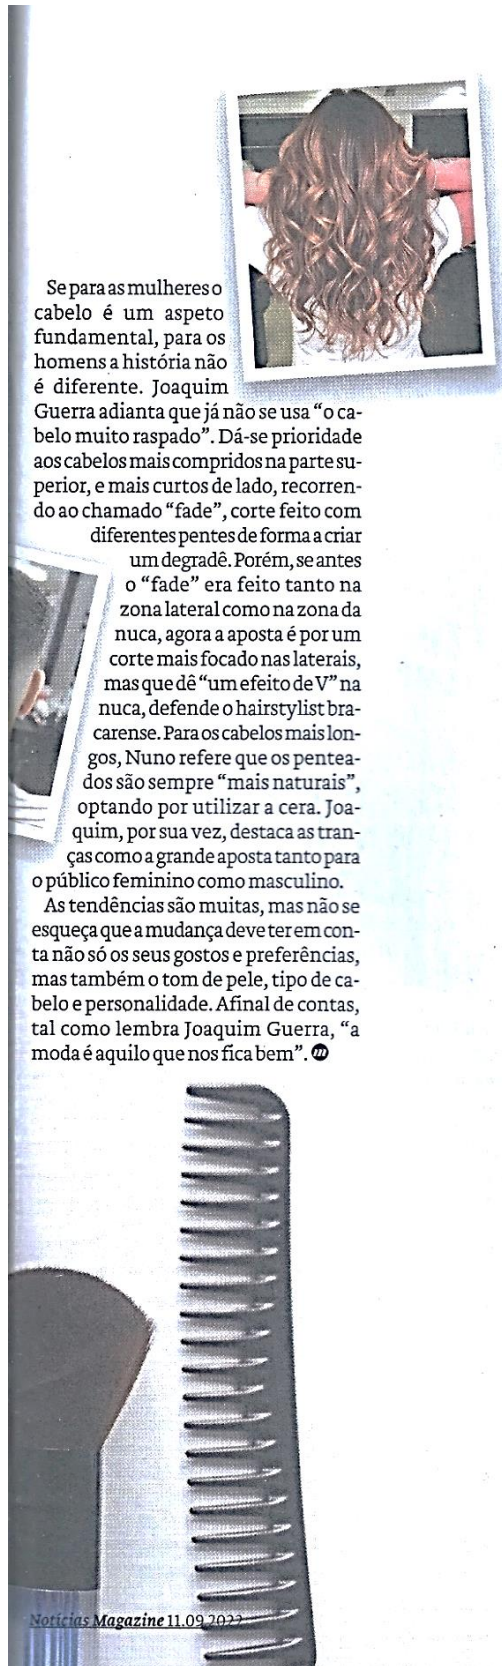 Se para as mulheres o
cabelo é um aspeto
fundamental, para os
homens a história não
é diferente. Joaquim
Guerra adianta que já não se usa “o ca-
belo muito raspado”. Dá-se prioridade
aos cabelos mais compridos na parte su-
perior, e mais curtos de lado, recorren-
do ao chamado “fade”, corte feito com
diferentes pentes de forma a criar
um degradê. Porém, se antes
o “fade” era feito tanto na
zona lateral como na zona da
nuca, agora a aposta é por um
corte mais focado nas laterais,
mas que dê “um efeito de V” na
nuca, defende o hairstylist bra-
carense. Para os cabelos mais lon-
gos, Nuno refere que os pentea-
dos são sempre “mais naturais”,
optando por utilizar a cera. Joa-
quim, por sua vez, destaca as tran-
ças como a grande aposta tanto para
o público feminino como masculino.
As tendências são muitas, mas não se
esqueça que a mudança deve ter em con-
ta não só os seus gostos e preferências,
mas também o tom de pele, tipo de ca-
belo e personalidade. Afinal de contas,
tal como lembra Joaquim Guerra, “a
moda é aquilo que nos fica bem”. m
Notícias Magazine 11.09.2022